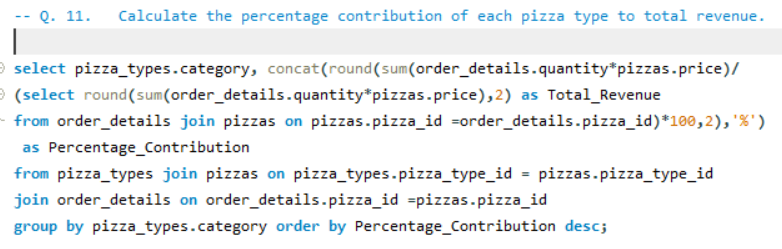 -- Q. 11.   Calculate the percentage contribution of each pizza type to total revenue.
select pizza_types.category, concat(round(sum(order_details.quantity*pizzas.price)/
(select round(sum(order_details.quantity*pizzas.price),2) as Total_Revenue
from order_details join pizzas on pizzas.pizza_id =order_details.pizza_id)*100,2),'%')
as Percentage_Contribution
from pizza_types join pizzas on pizza_types.pizza_type_id = pizzas.pizza_type_id
join order_details on order_details.pizza_id =pizzas.pizza_id
group by pizza_types.category order by Percentage_Contribution desc;